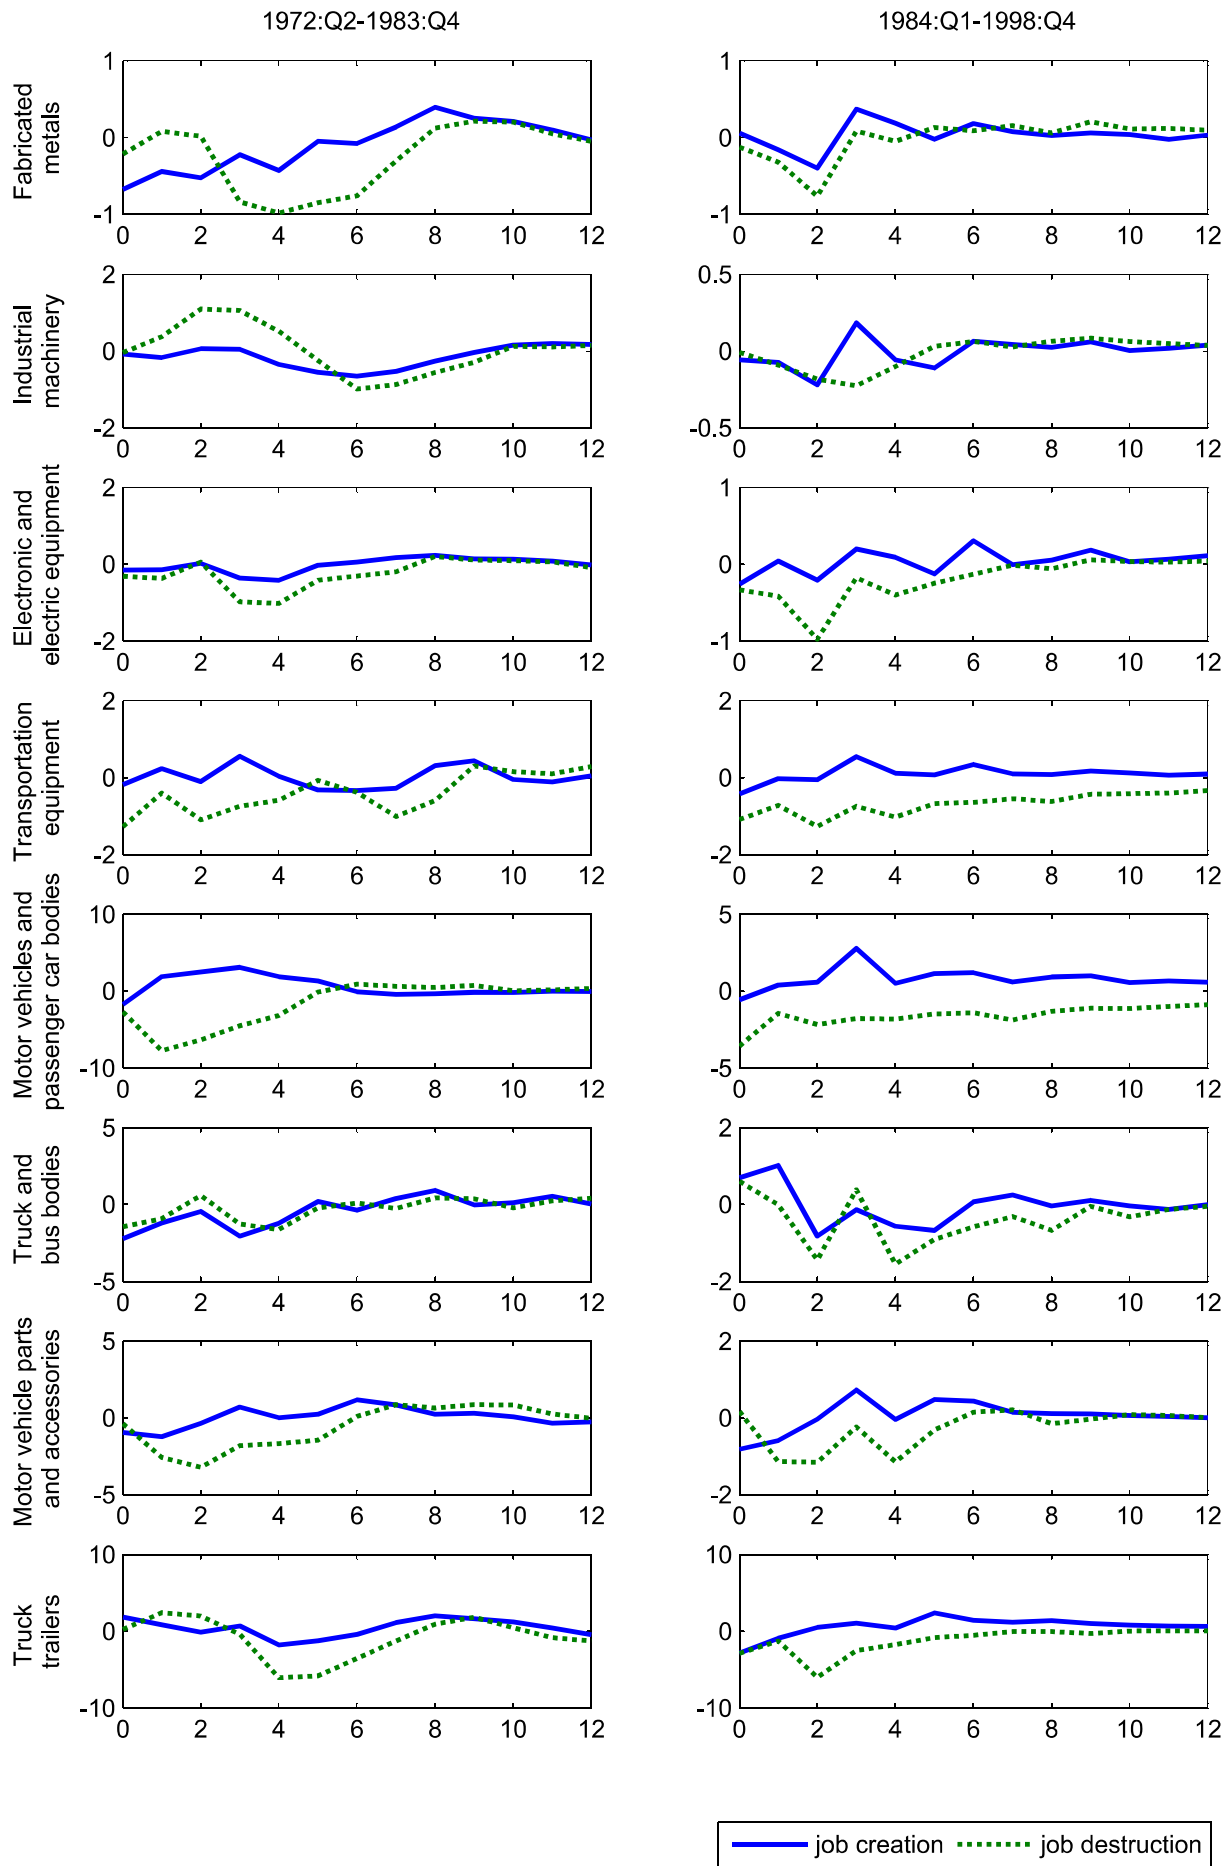 1972:Q2-1983:Q4
1984:Q1-1998:Q4
Fabricated
metals
1
0
-1
0 2 4 6 8 10 12
1
0
-1
0 2 4 6 8 10 12
Industrial
machinery
2
0
-2
0 2 4 6 8 10 12
0.5
0
-0.5
0 2 4 6 8 10 12
Electronic and
electric equipment
2
0
-2
0 2 4 6 8 10 12
1
0
-1
0 2 4 6 8 10 12
Transportation
equipment
2
0
-2
0 2 4 6 8 10 12
2
0
-2
0 2 4 6 8 10 12
Motor vehicles and
passenger car bodies
10
0
-10
0 2 4 6 8 10 12
5
0
-5
0 2 4 6 8 10 12
Truck and
bus bodies
5
0
-5
0 2 4 6 8 10 12
2
0
-2
0 2 4 6 8 10 12
Motor vehicle parts
and accessories
5
0
-5
0 2 4 6 8 10 12
2
0
-2
0 2 4 6 8 10 12
Truck
trailers
10
0
-10
0 2 4 6 8 10 12
10
0
-10
0 2 4 6 8 10 12
job creation job destruction